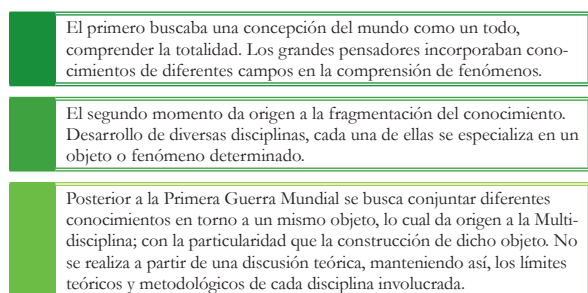 El primero buscaba una concepción del mundo como un todo,
comprender la totalidad. Los grandes pensadores incorporaban cono-
cimientos de diferentes campos en la comprensión de fenómenos.
El segundo momento da origen a la fragmentación del conocimiento.
Desarrollo de diversas disciplinas, cada una de ellas se especializa en un
objeto o fenómeno determinado.
Posterior a la Primera Guerra Mundial se busca conjuntar diferentes
conocimientos en torno a un mismo objeto, lo cual da origen a la Multi-
disciplina; con la particularidad que la construcción de dicho objeto. No
se realiza a partir de una discusión teórica, manteniendo así, los límites
teóricos y metodológicos de cada disciplina involucrada.